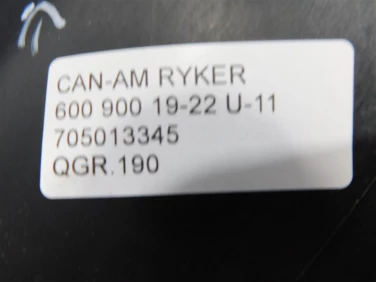 CAN-AM RYKER
600 900 19-22 U-11
705013345
QGR.190